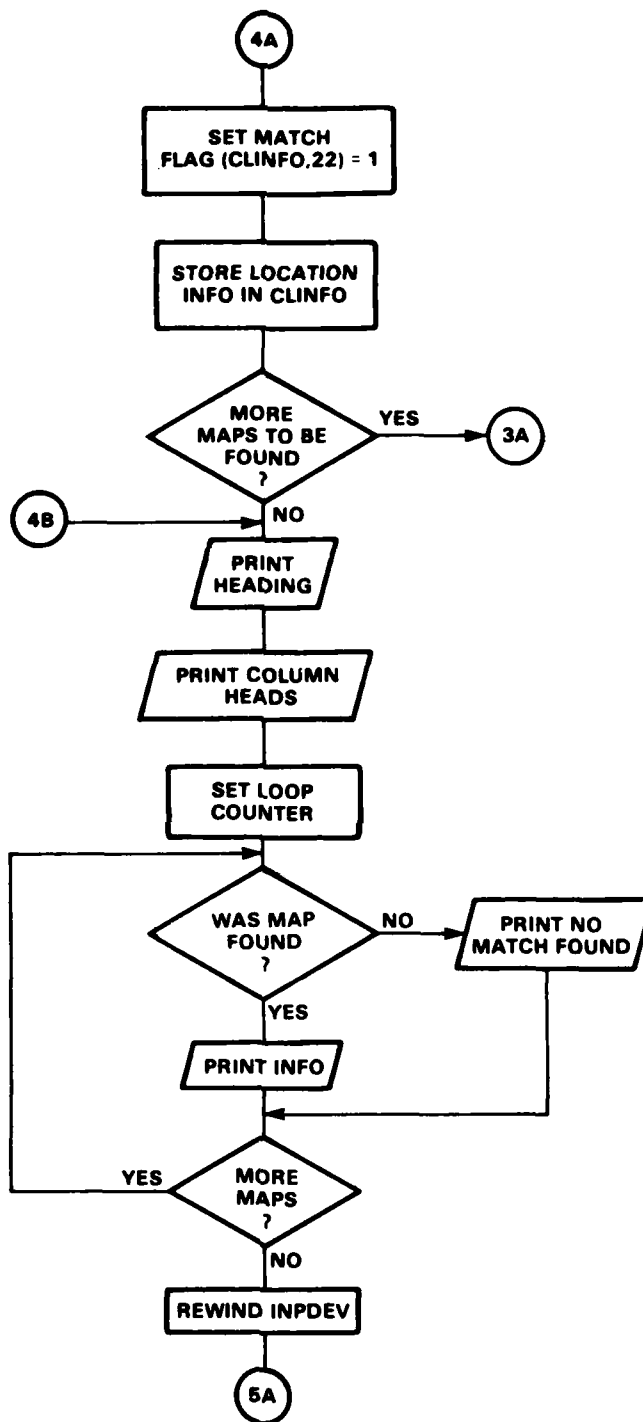 4A
SET MATCH
FLAG (CLINFO,22) = 1
STORE LOCATION
INFO IN CLINFO
MORE
MAPS TO BE
FOUND
?
YES
3A
NO
4B
PRINT
HEADING
PRINT COLUMN
HEADS
SET LOOP
COUNTER
WAS MAP
FOUND
?
NO
PRINT NO
MATCH FOUND
YES
PRINT INFO
YES
MORE
MAPS
?
NO
REWIND INPDEV
5A